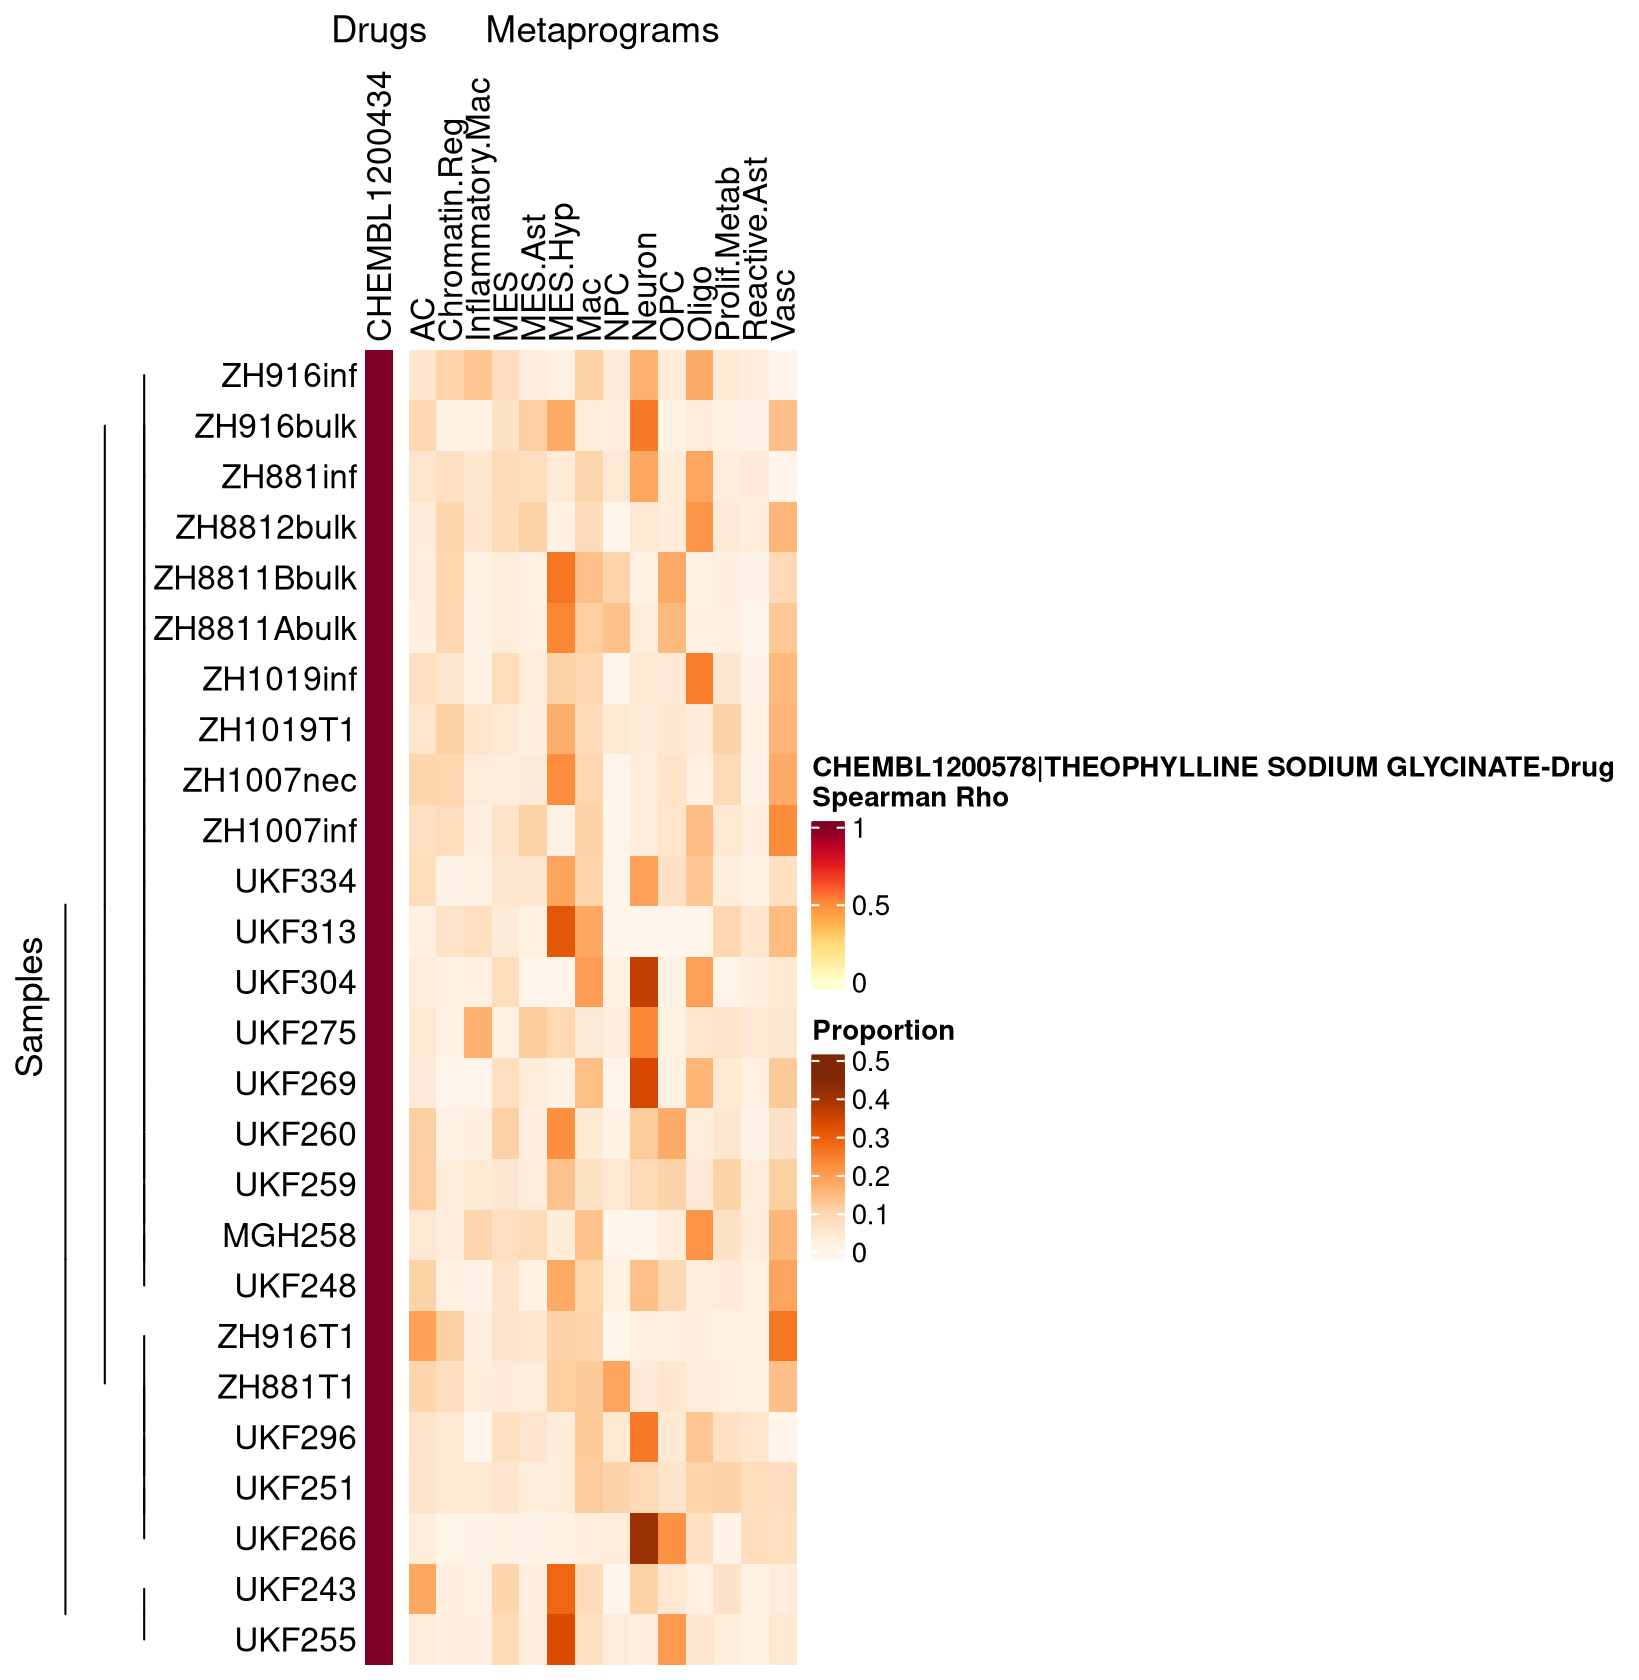 Drugs Metaprograms
CHEMBL1200434
AC
Chromatin.Reg
Inflammatory.Mac
MES
MES.Ast
MES.Hyp
Mac
NPC
Neuron
OPC
Oligo
Prolif.Metab
Reactive.Ast
Vasc
Samples
ZH916inf
ZH916bulk
ZH881inf
ZH8812bulk
ZH8811Bbulk
ZH8811Abulk
ZH1019inf
ZH1019T1
ZH1007nec
ZH1007inf
UKF334
UKF313
UKF304
UKF275
UKF269
UKF260
UKF259
MGH258
UKF248
ZH916T1
ZH881T1
UKF296
UKF251
UKF266
UKF243
UKF255
CHEMBL1200578|THEOPHYLLINE SODIUM GLYCINATE-Drug
Spearman Rho
1
0.5
0
Proportion
0.5
0.4
0.3
0.2
0.1
0